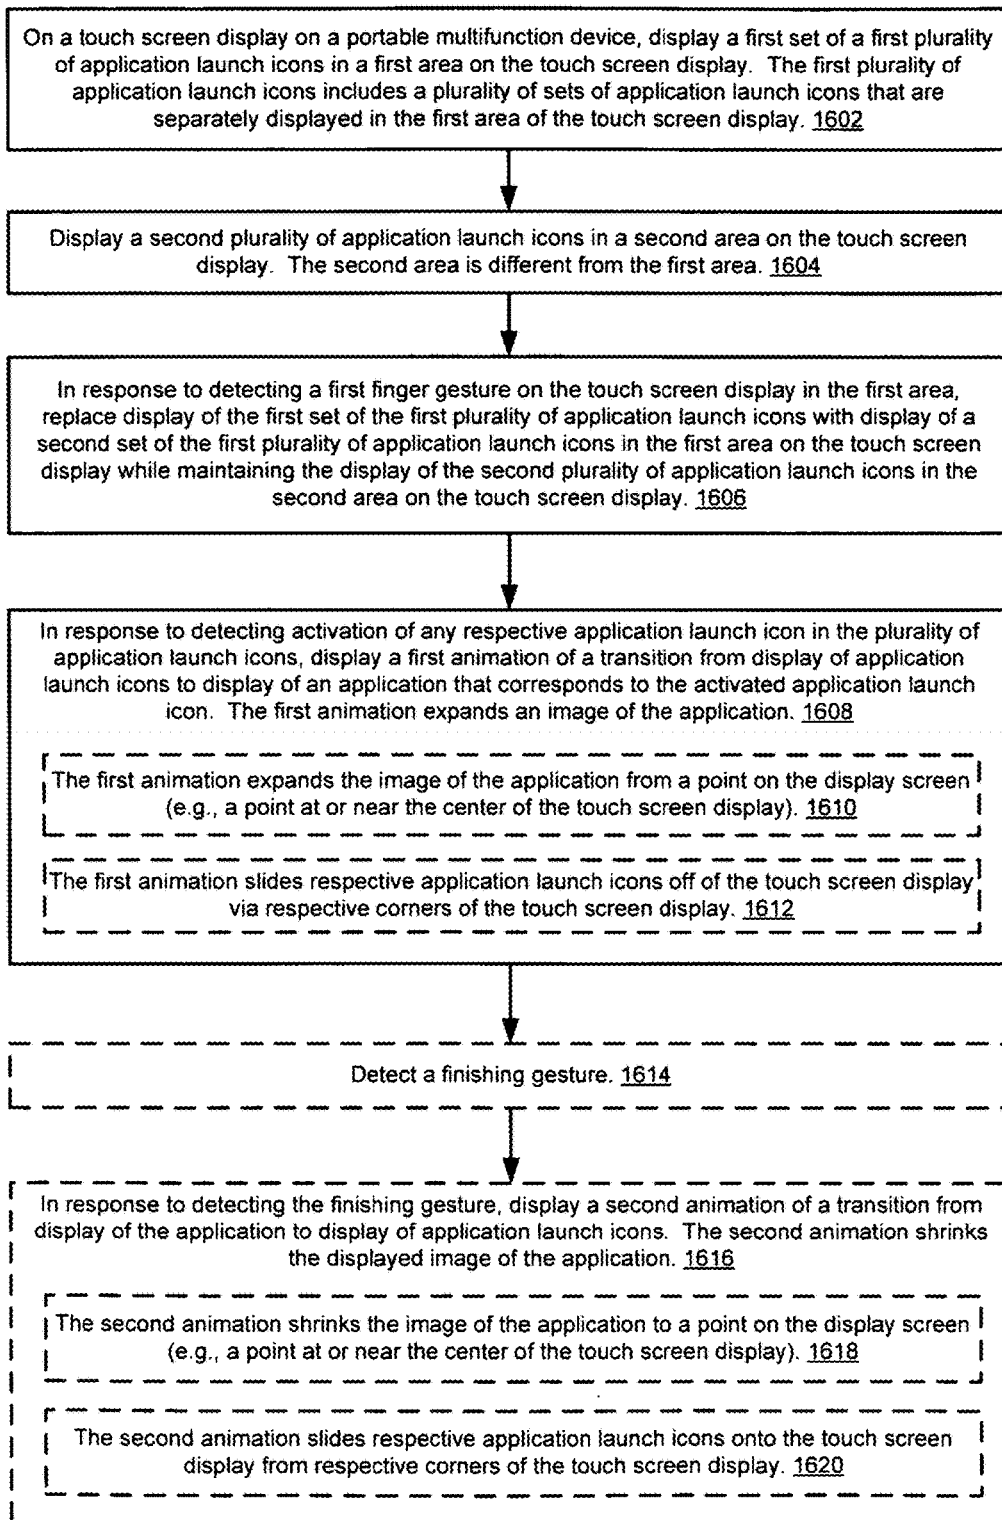 On a touch screen display on a portable multifunction device, display a first set of a first plurality
of application launch icons in a first area on the touch screen display. The first plurality of
application launch icons includes a plurality of sets of application launch icons that are
separately displayed in the first area of the touch screen display. 1602
Display a second plurality of application launch icons in a second area on the touch screen
display. The second area is different from the first area. 1604
In response to detecting a first finger gesture on the touch screen display in the first area,
replace display of the first set of the first plurality of application launch icons with display of a
second set of the first plurality of application launch icons in the first area on the touch screen
display while maintaining the display of the second plurality of application launch icons in the
second area on the touch screen display. 1606
In response to detecting activation of any respective application launch icon in the plurality of
application launch icons, display a first animation of a transition from display of application
launch icons to display of an application that corresponds to the activated application launch
icon. The first animation expands an image of the application. 1608
The first animation expands the image of the application from a point on the display screen
(e.g., a point at or near the center of the touch screen display). 1610
The first animation slides respective application launch icons off of the touch screen display
via respective corners of the touch screen display. 1612
Detect a finishing gesture. 1614
In response to detecting the finishing gesture, display a second animation of a transition from
display of the application to display of application launch icons. The second animation shrinks
the displayed image of the application. 1616
The second animation shrinks the image of the application to a point on the display screen
(e.g., a point at or near the center of the touch screen display). 1618
The second animation slides respective application launch icons onto the touch screen
display from respective corners of the touch screen display. 1620